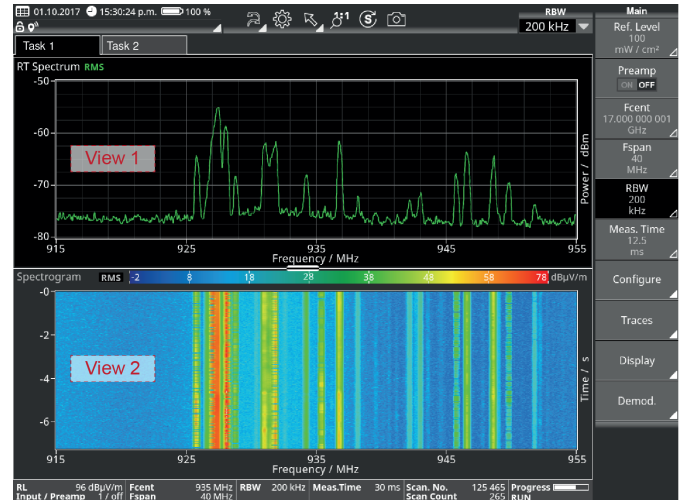 01.10.2017 15:30:24 p.m. 100 %
RBW
200 kHz
Task 1 Task 2
RT Spectrum RMS
-50
-60
-70
-80
View 1
Power / dBm
915 925 935 945 955
Frequency / MHz
Spectrogram RMS -2 8 18 28 38 48 58 78 dBµV/m
-0
-2
-4
-6
View 2
Time / s
915 925 935 945 955
Frequency / MHz
RL 96 dBµV/m Fcent 935 MHz RBW 200 kHz Meas.Time 30 ms Scan. No. 125 465 Progress
Input / Preamp 1 / off Fspan 40 MHz Scan Count 265 RUN
Main
Ref. Level
100
mW / cm²
Preamp
ON OFF
Fcent
17.000 000 001
GHz
Fspan
40
MHz
RBW
200
kHz
Meas. Time
12.5
ms
Configure
Traces
Display
Demod.